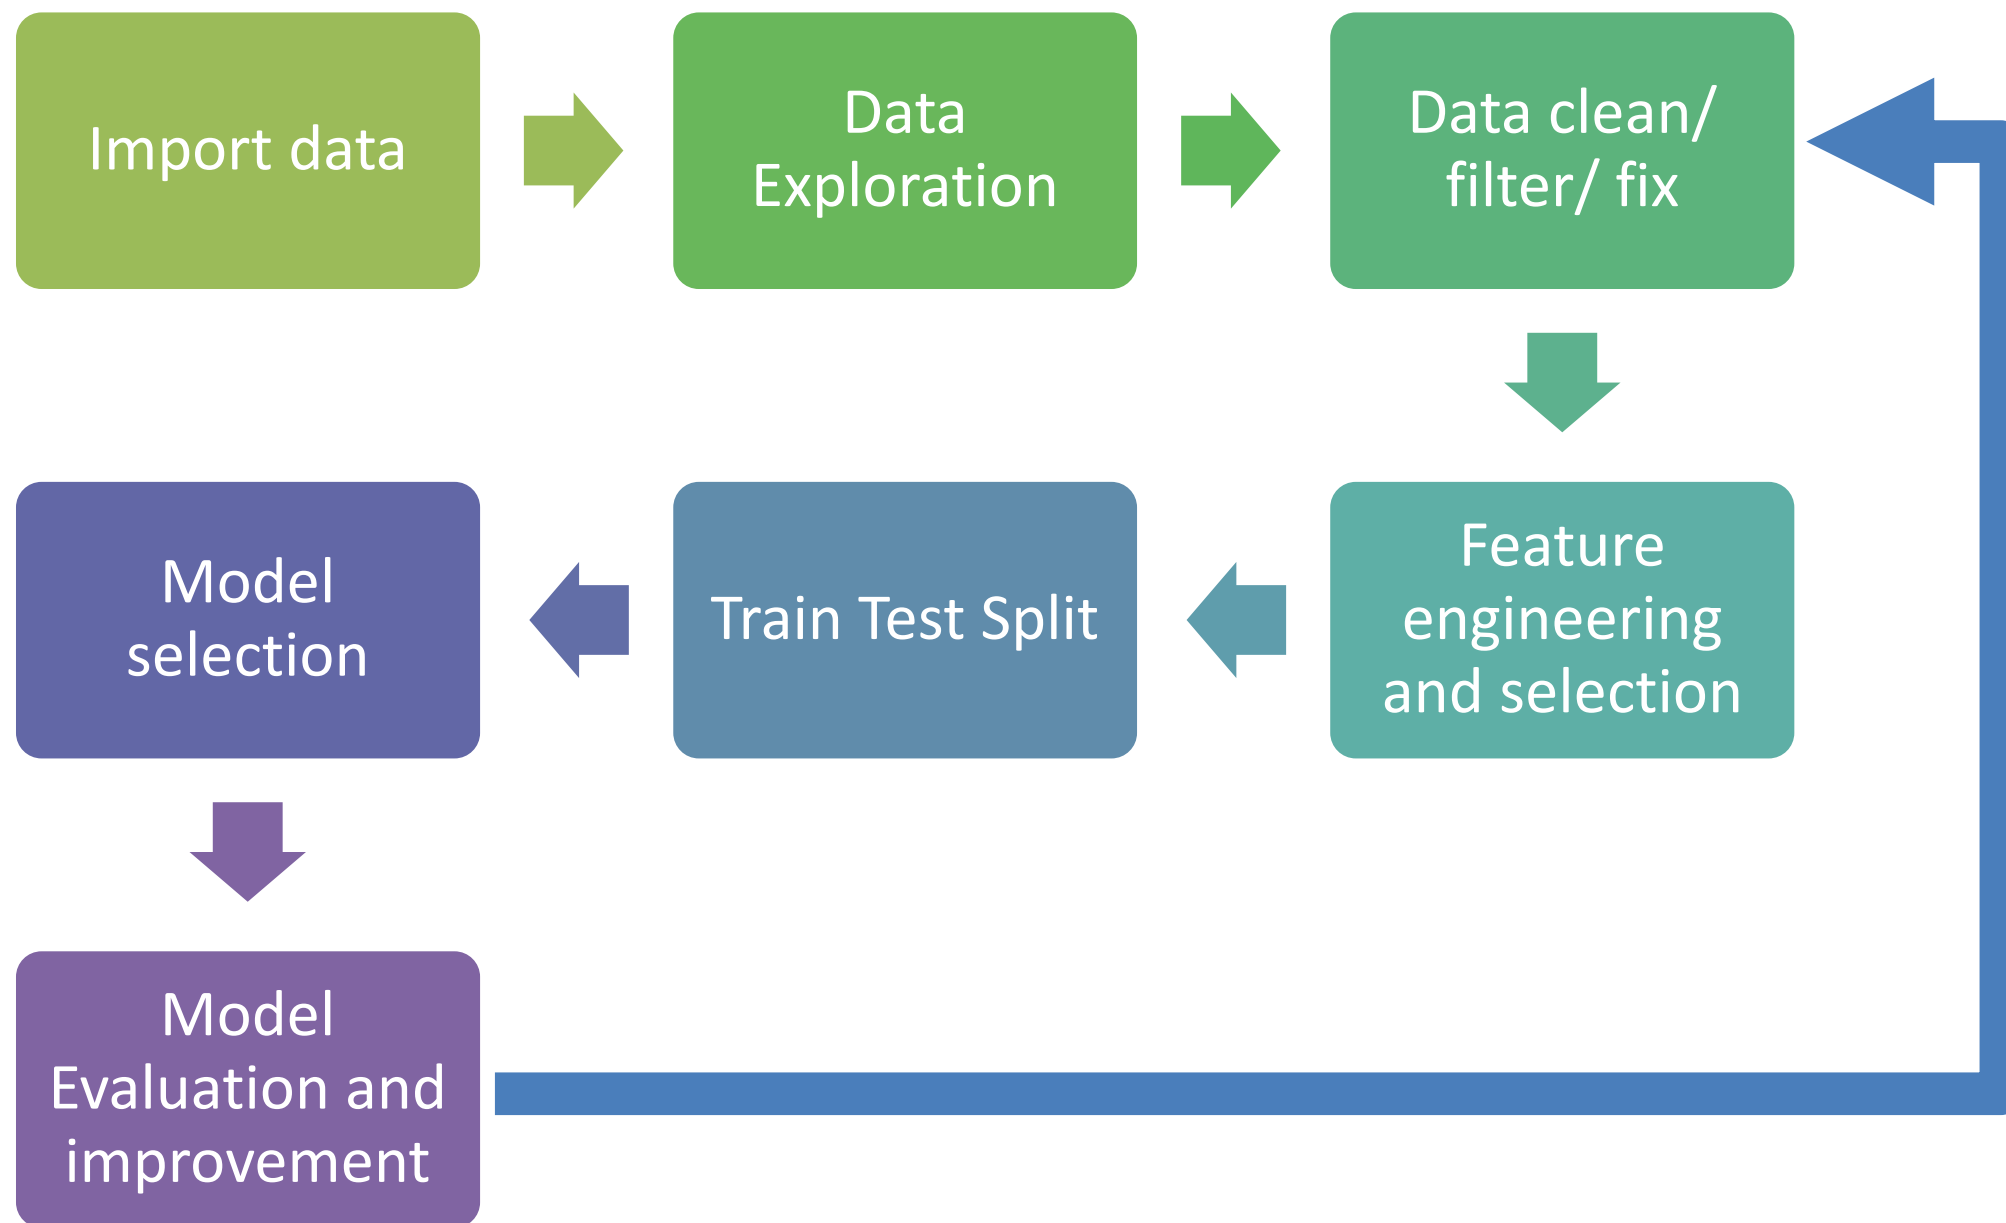 Import data
Data
Exploration
Data clean/
filter/ fix
Feature
engineering
and selection
Train Test Split
Model
selection
Model
Evaluation and
improvement